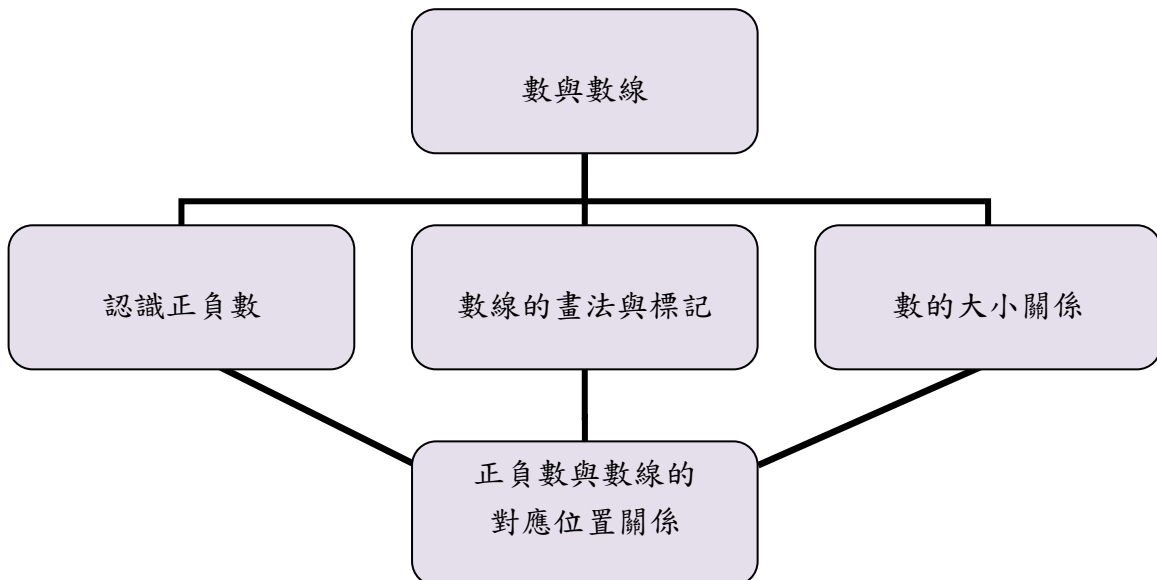 數與數線
認識正負數
數線的畫法與標記
數的大小關係
正負數與數線的
對應位置關係